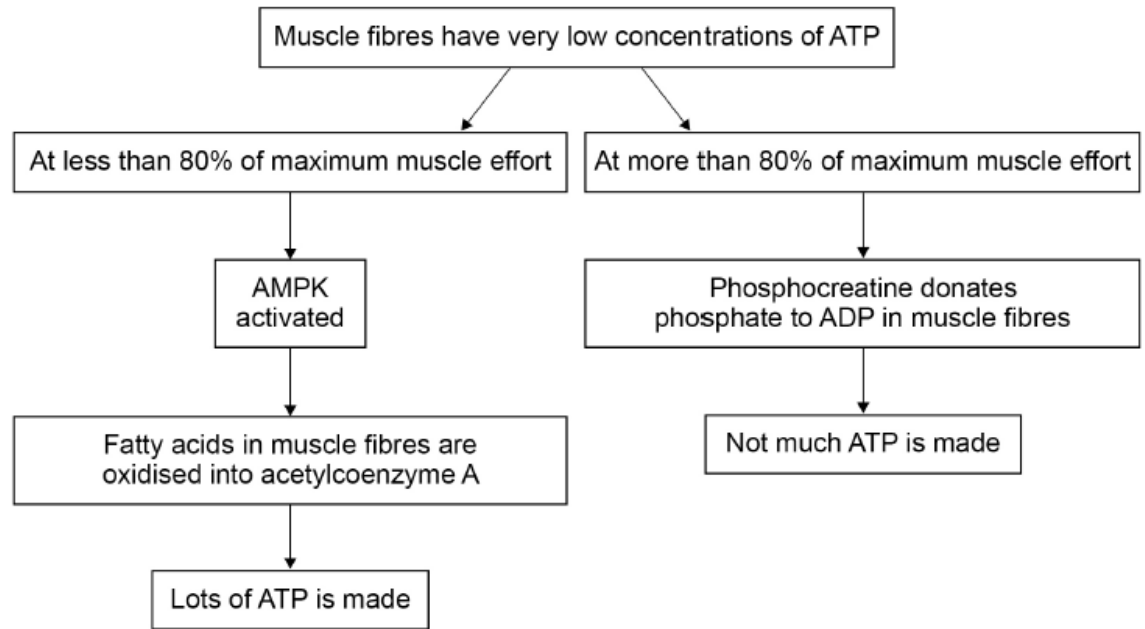 Muscle fibres have very low concentrations of ATP
At less than 80% of maximum muscle effort
At more than 80% of maximum muscle effort
AMPK
activated
Phosphocreatine donates
phosphate to ADP in muscle fibres
Fatty acids in muscle fibres are
oxidised into acetylcoenzyme A
Not much ATP is made
Lots of ATP is made